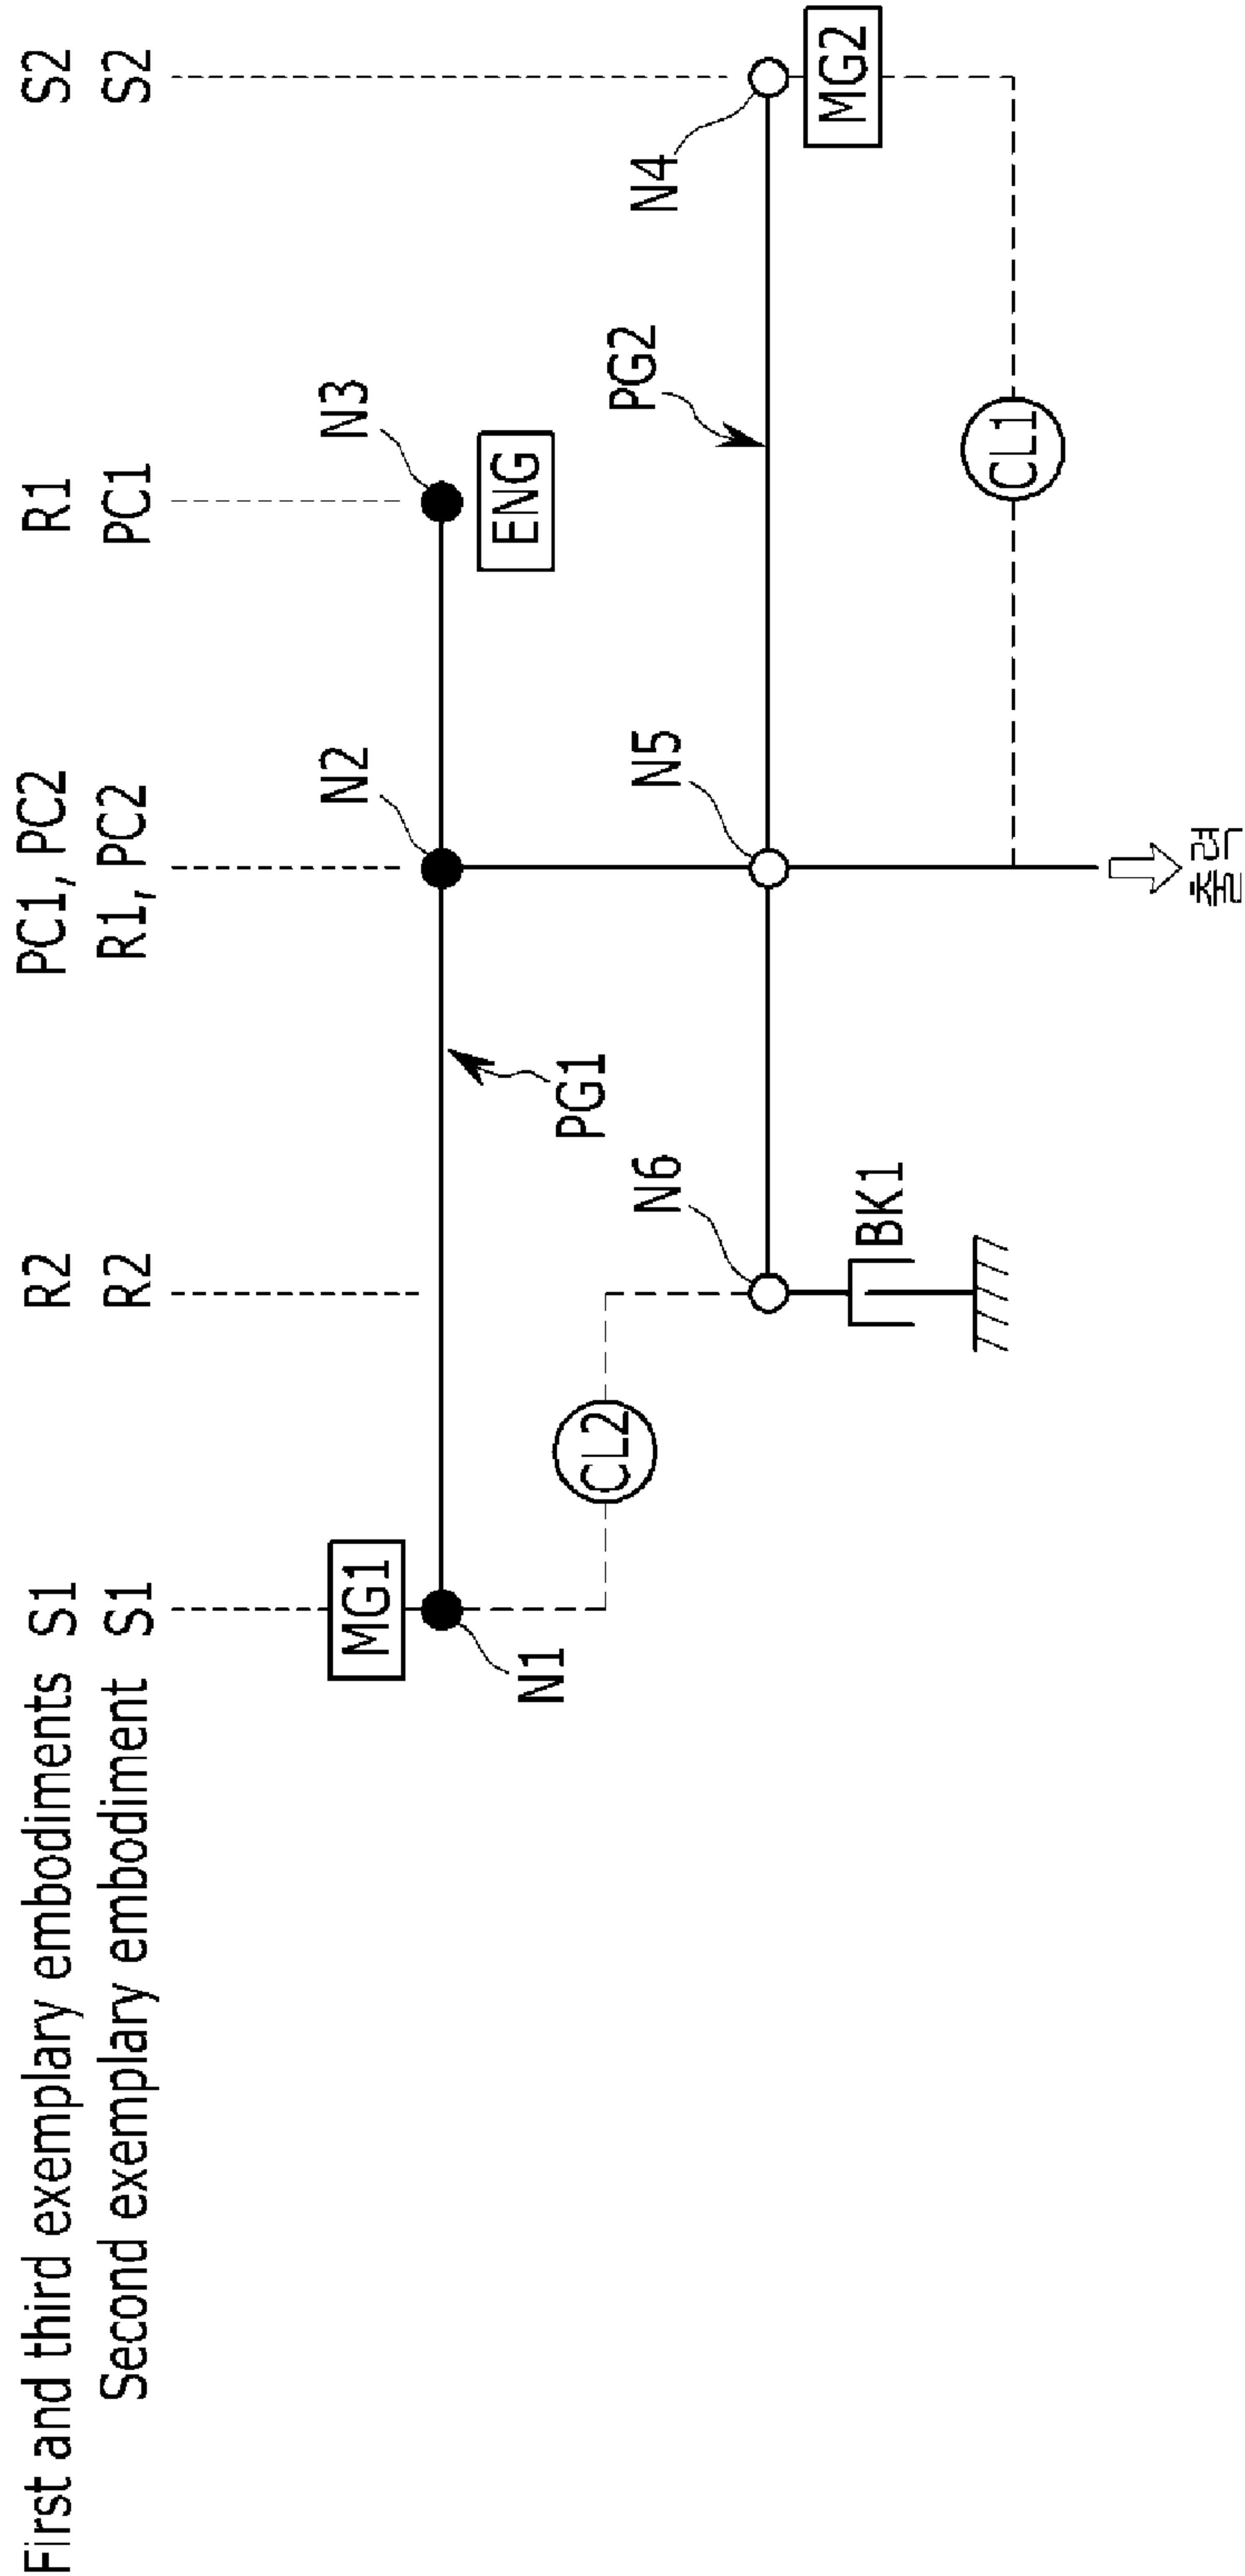 First and third exemplary embodiments S1 R2 PC1, PC2 R1 S2
Second exemplary embodiment S1 R2 R1, PC2 PC1 S2
MG1
N1
N2
N3
PG1
ENG
CL2
N6
N5
PG2
N4
BK1
MG2
CL1
출력